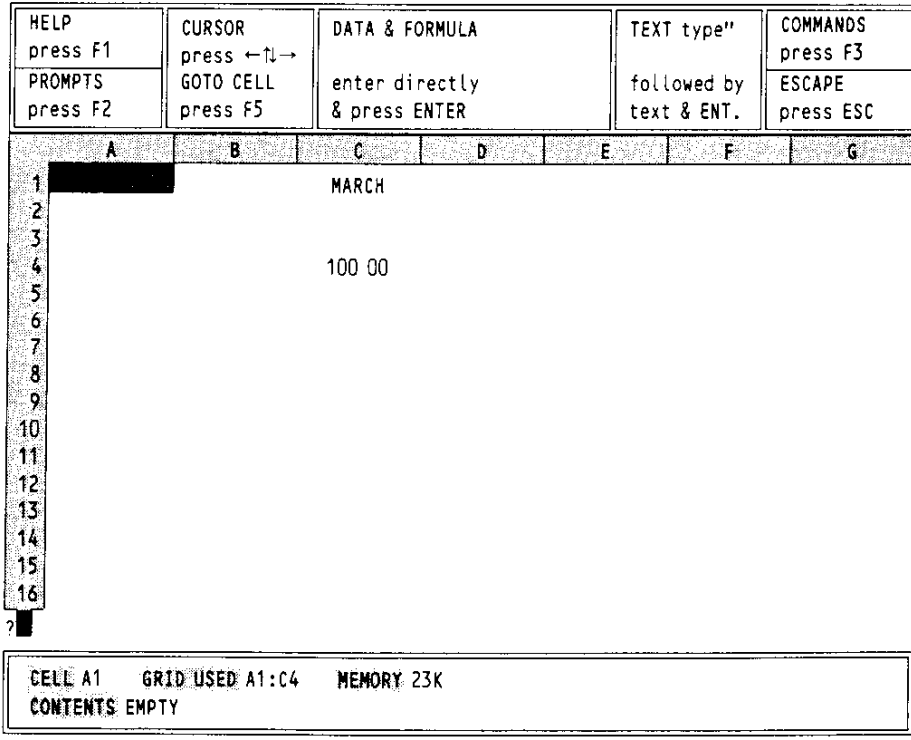 HELP
press F1
PROMPTS
press F2
CURSOR
press ←↑↓→
GOTO CELL
press F5
DATA & FORMULA
enter directly
& press ENTER
TEXT type"
followed by
text & ENT.
COMMANDS
press F3
ESCAPE
press ESC
A B C D E F G
1 MARCH
2
3
4 100 00
5
6
7
8
9
10
11
12
13
14
15
16
?
CELL A1 GRID USED A1:C4 MEMORY 23K
CONTENTS EMPTY